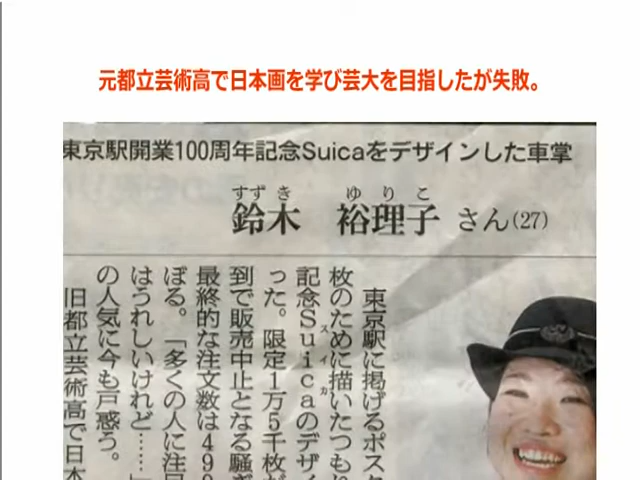 元都立芸術高で日本画を学び芸大を目指したが失敗。
東京駅開業100周年記念Suicaをデザインした車掌
すずき ゆりこ
鈴木 裕理子 さん(27)
東京駅に掲げるポスタ
枚のために描いたつもり
記念Suicaのデザイ
スイカ
った。限定1万5千枚が
到で販売中止となる騒ぎ
最終的な注文数は499
ぼる。「多くの人に注目
はうれしいけれど……」
の人気に今も戸惑う。
旧都立芸術高で日本